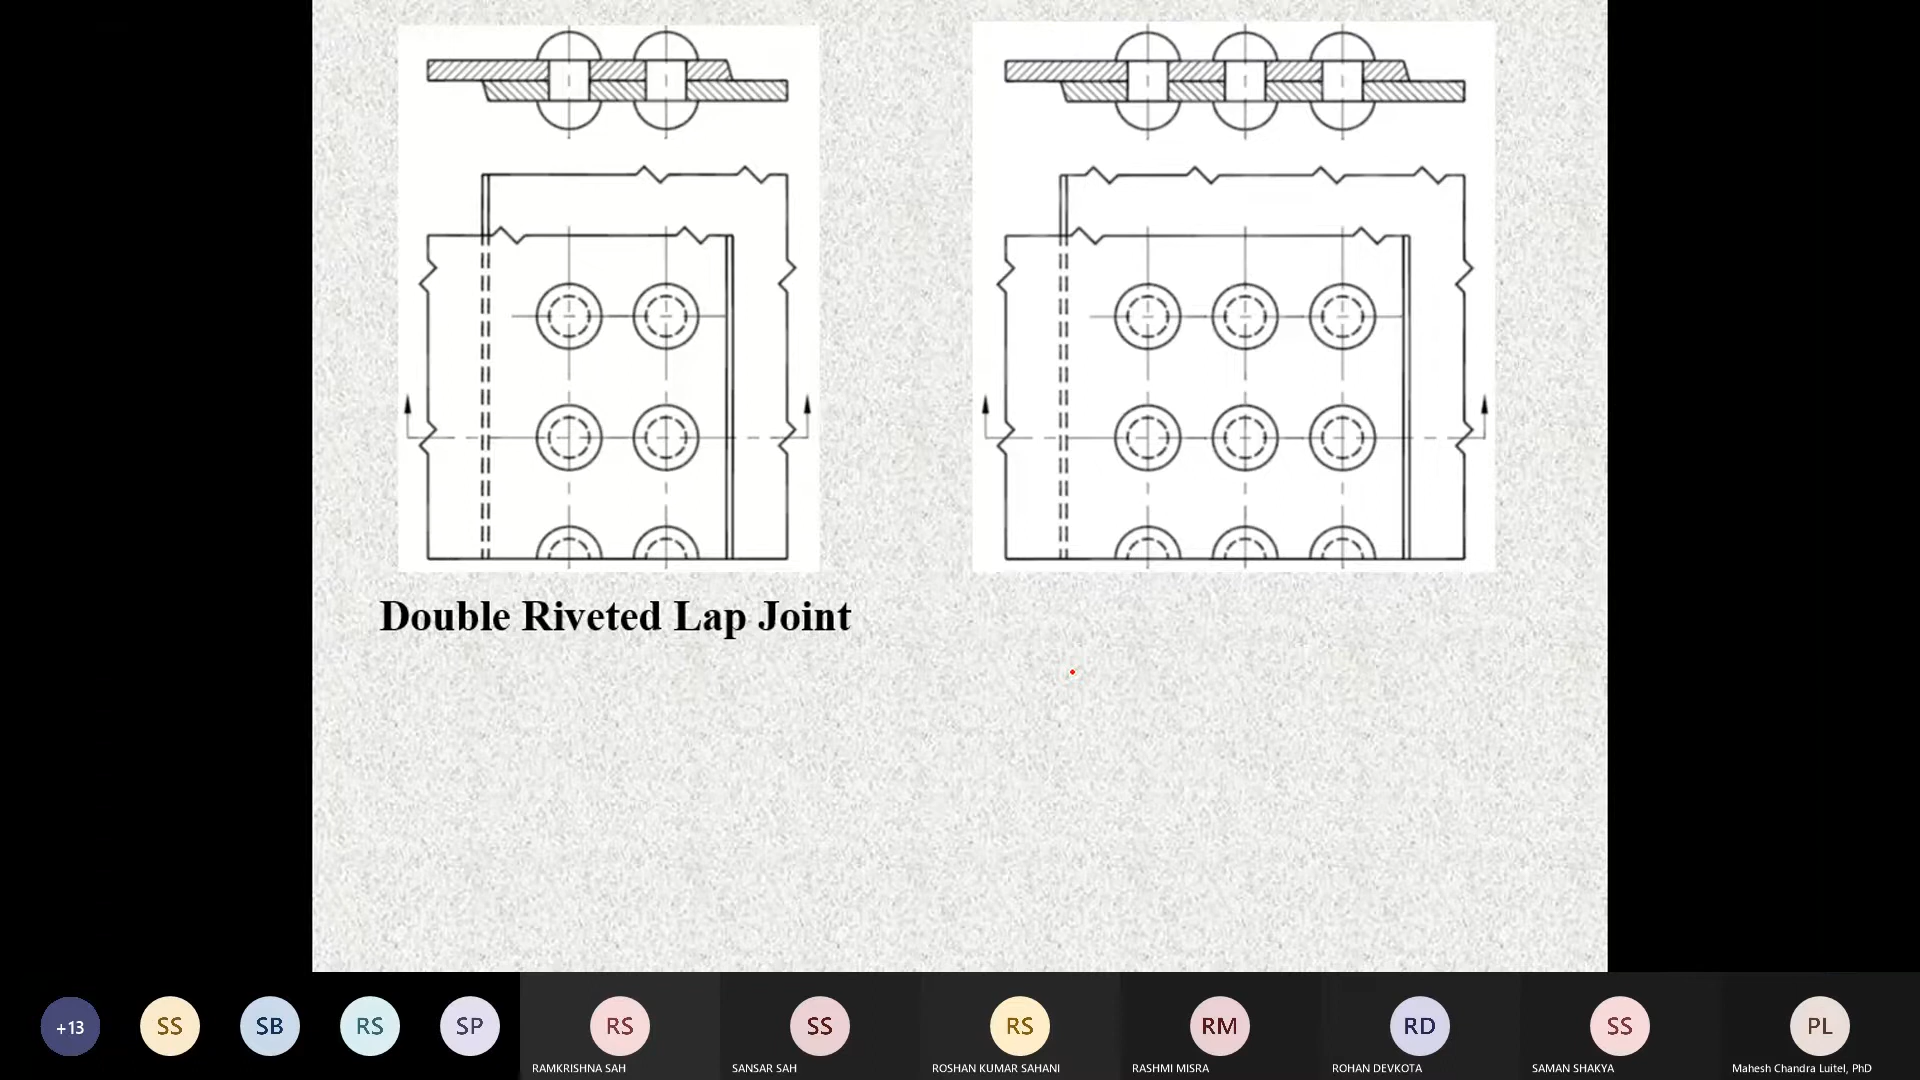 Double Riveted Lap Joint
+13
SS
SB
RS
SP
RS
SS
RS
RM
RD
SS
PL
RAMKRISHNA SAH
SANSAR SAH
ROSHAN KUMAR SAHANI
RASHMI MISRA
ROHAN DEVKOTA
SAMAN SHAKYA
Mahesh Chandra Luitel, PhD